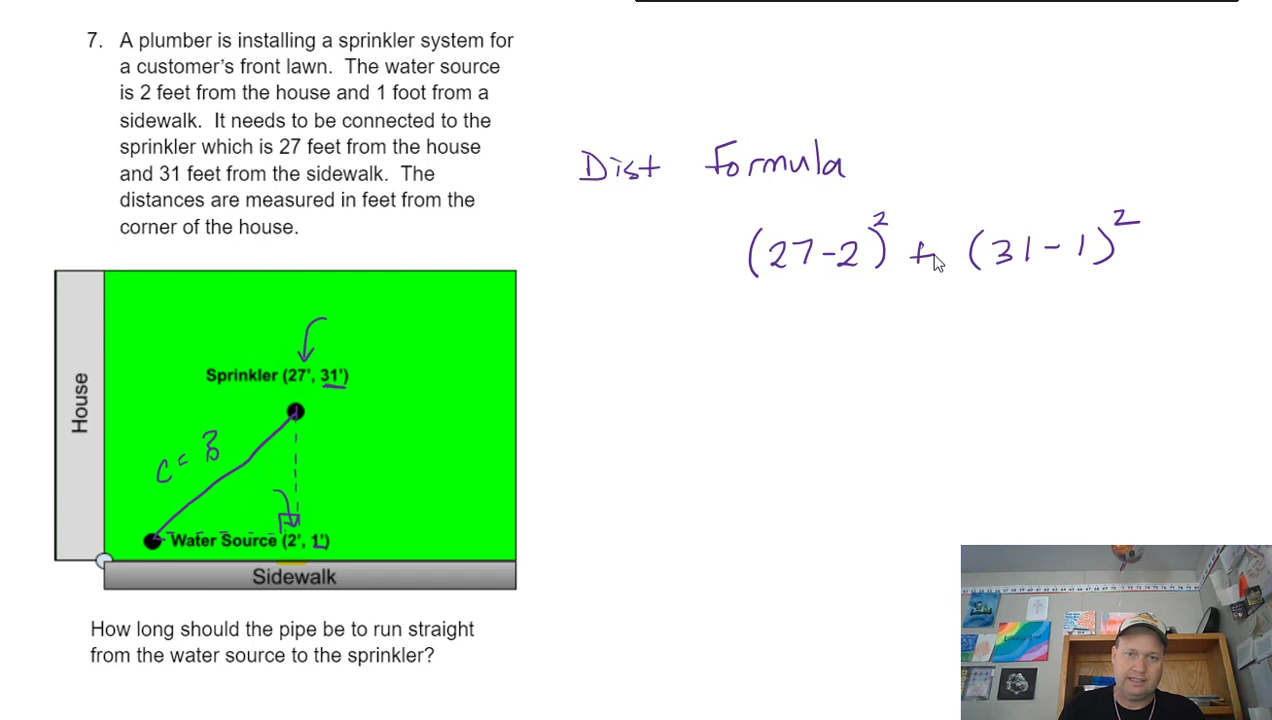 7. A plumber is installing a sprinkler system for
a customer's front lawn. The water source
is 2 feet from the house and 1 foot from a
sidewalk. It needs to be connected to the
sprinkler which is 27 feet from the house
and 31 feet from the sidewalk. The
distances are measured in feet from the
corner of the house.
House
Sprinkler (27', 31')
Water Source (2', 1')
Sidewalk
How long should the pipe be to run straight
from the water source to the sprinkler?
Dist Formula
(27-2)² + (31-1)²